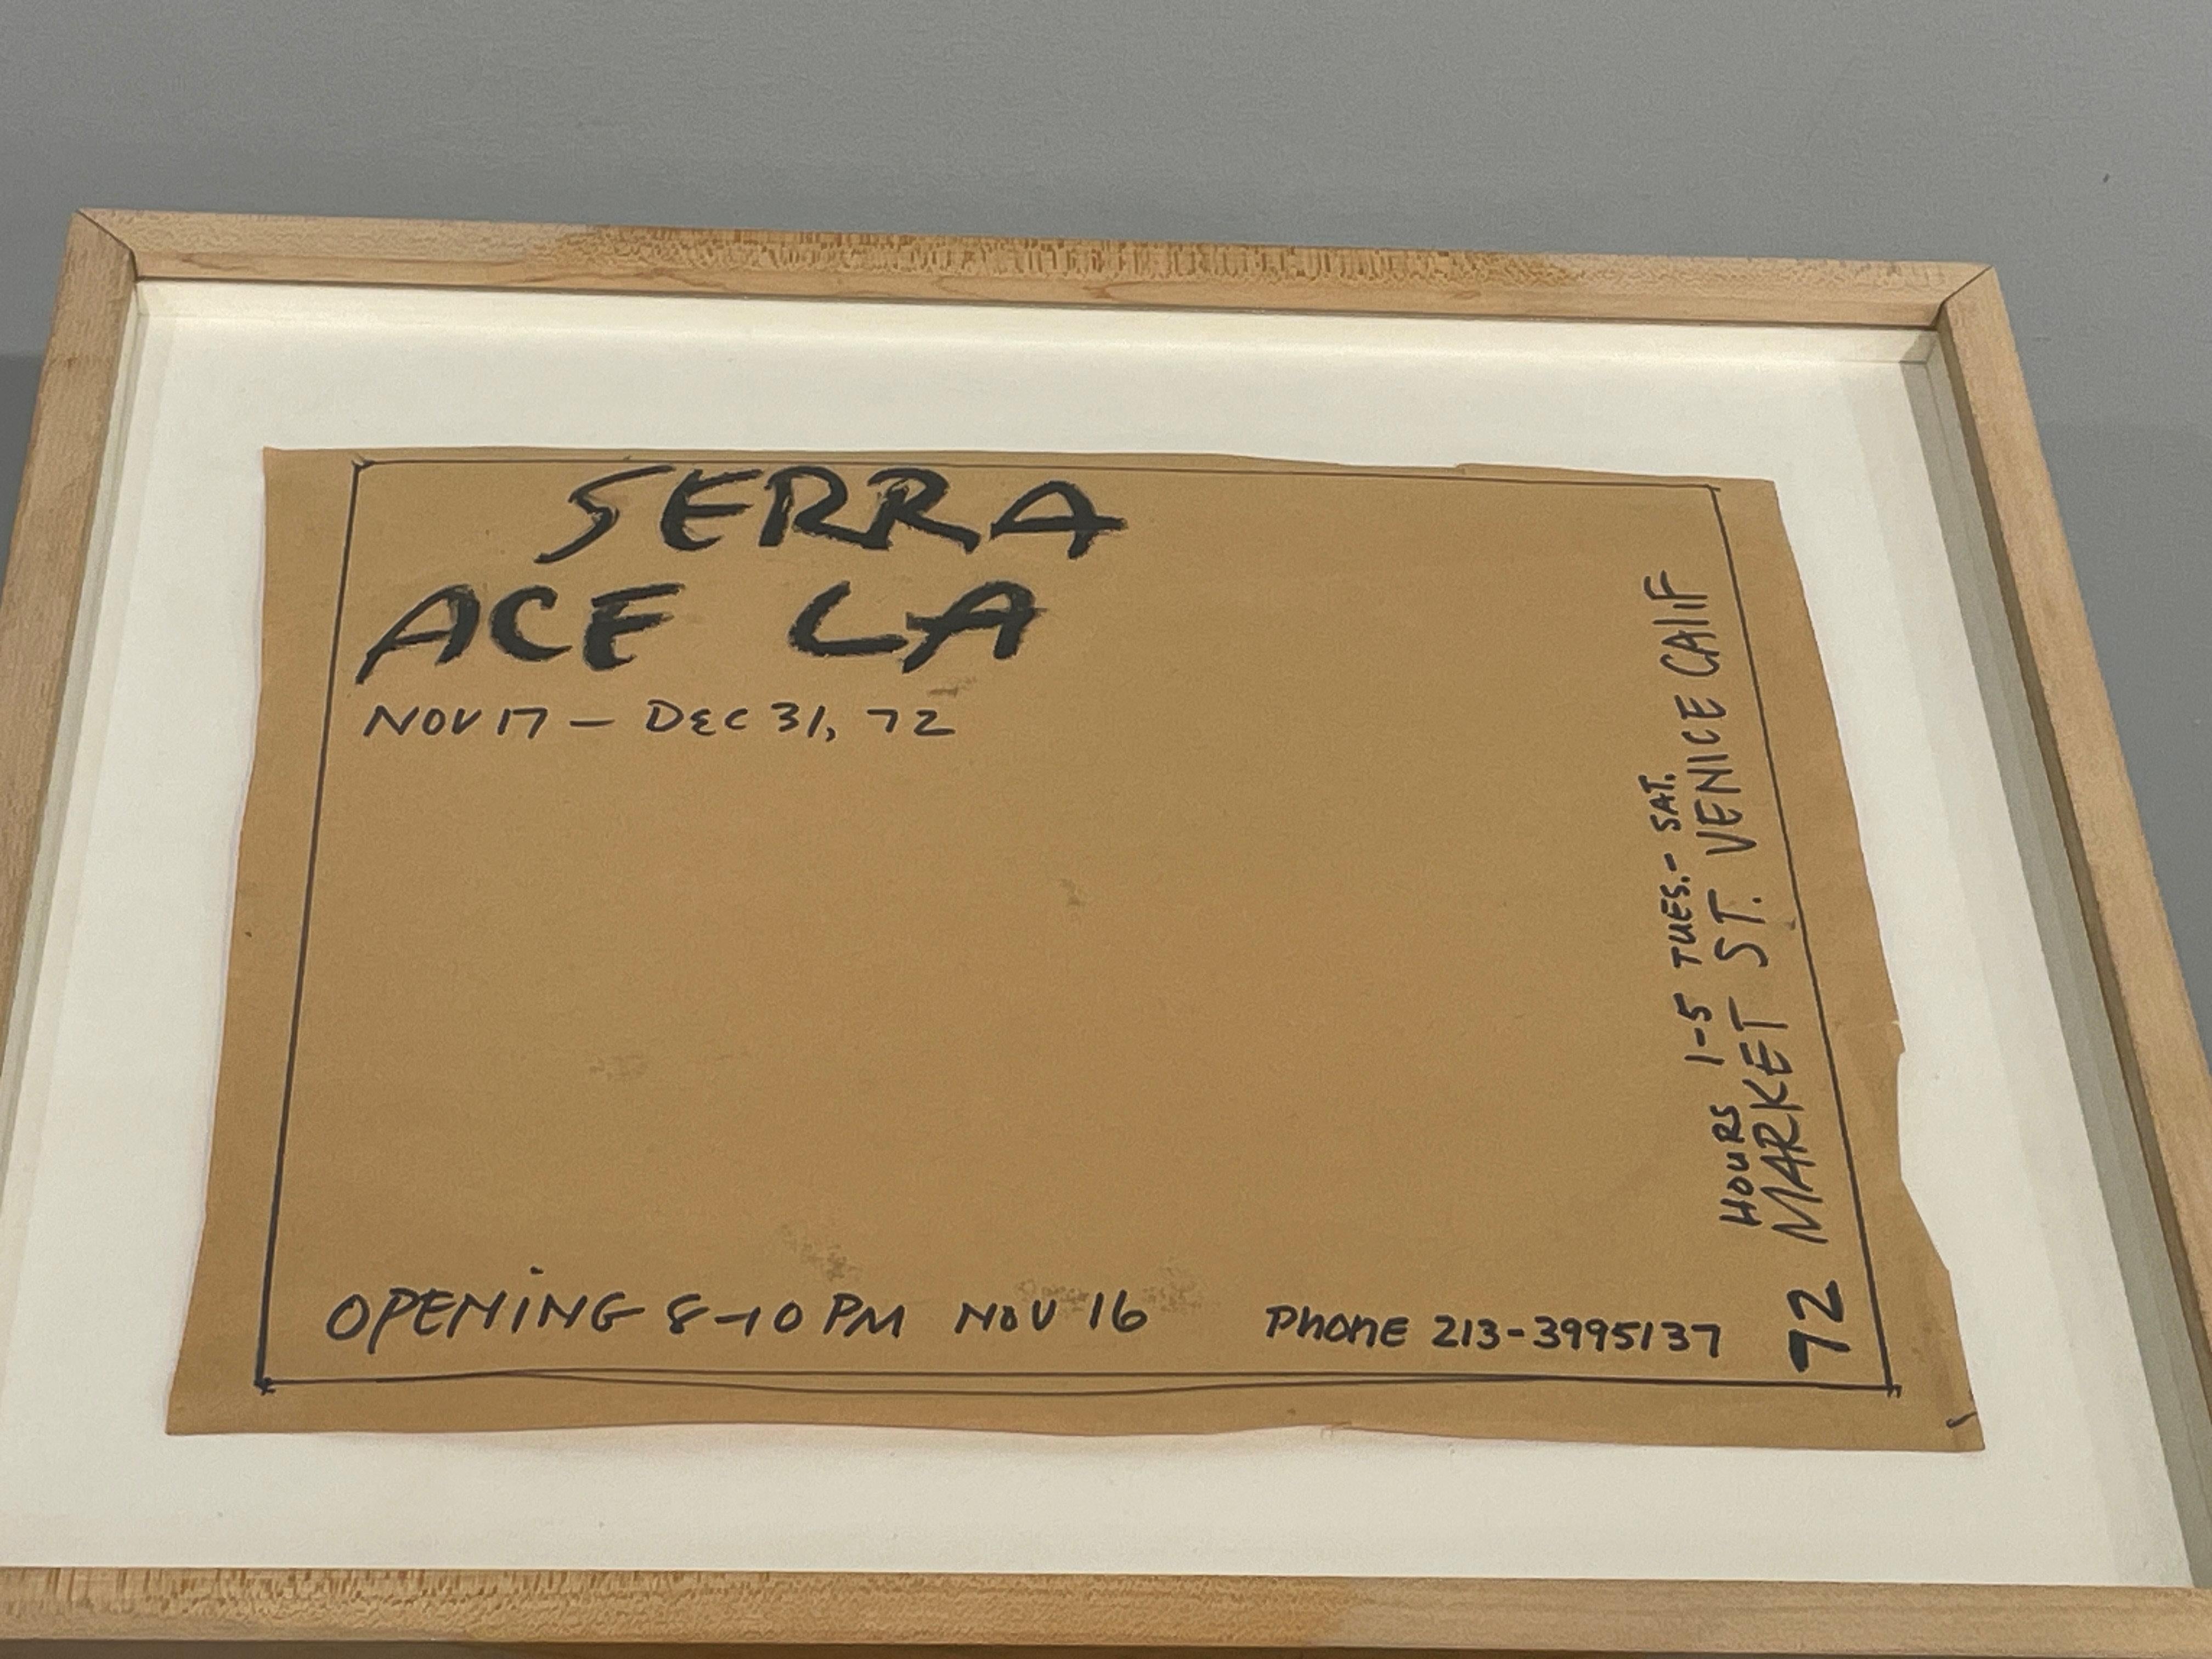 SERRA
ACE LA
NOV 17 – DEC 31, 72
OPENING 8–10 PM NOV 16
PHONE 213-3995137
HOURS 1-5 TUES.- SAT.
72 MARKET ST. VENICE CALIF